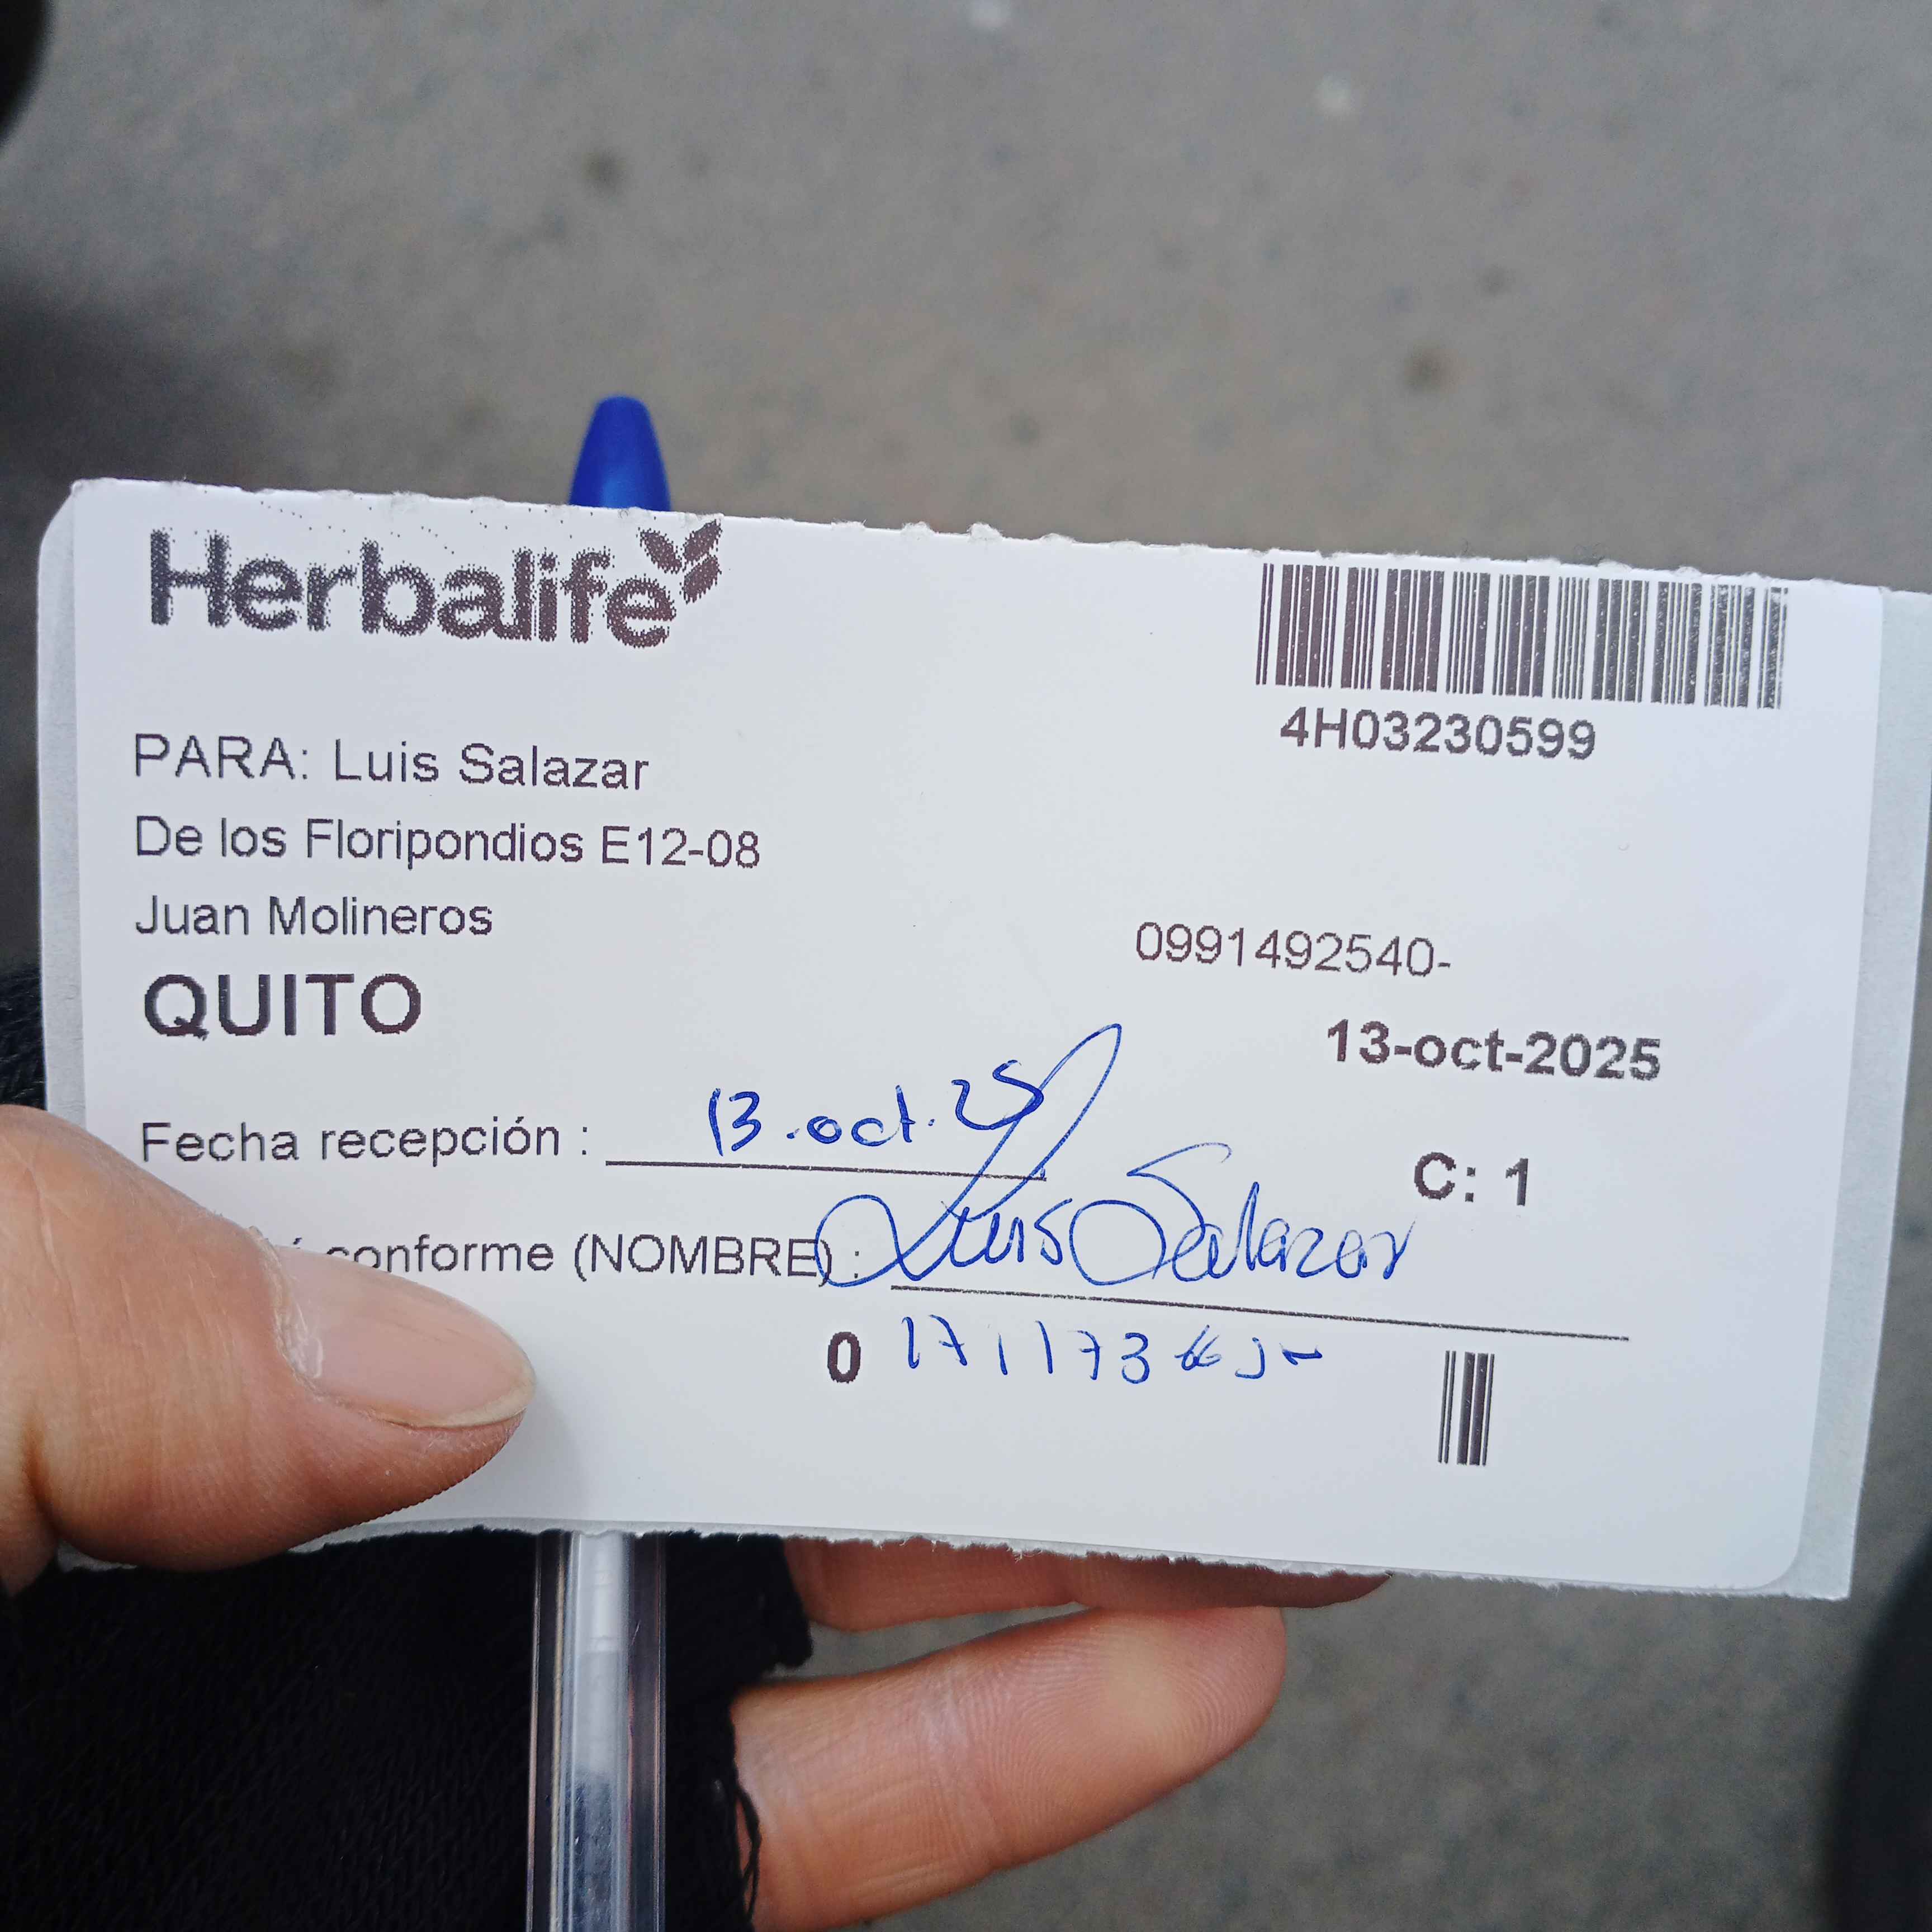 Herbalife
4H03230599
PARA: Luis Salazar
De los Floripondios E12-08
Juan Molineros
0991492540-
QUITO
13-oct-2025
Fecha recepción : 13.oct.25
C: 1
conforme (NOMBRE) : Luis Salazar
0